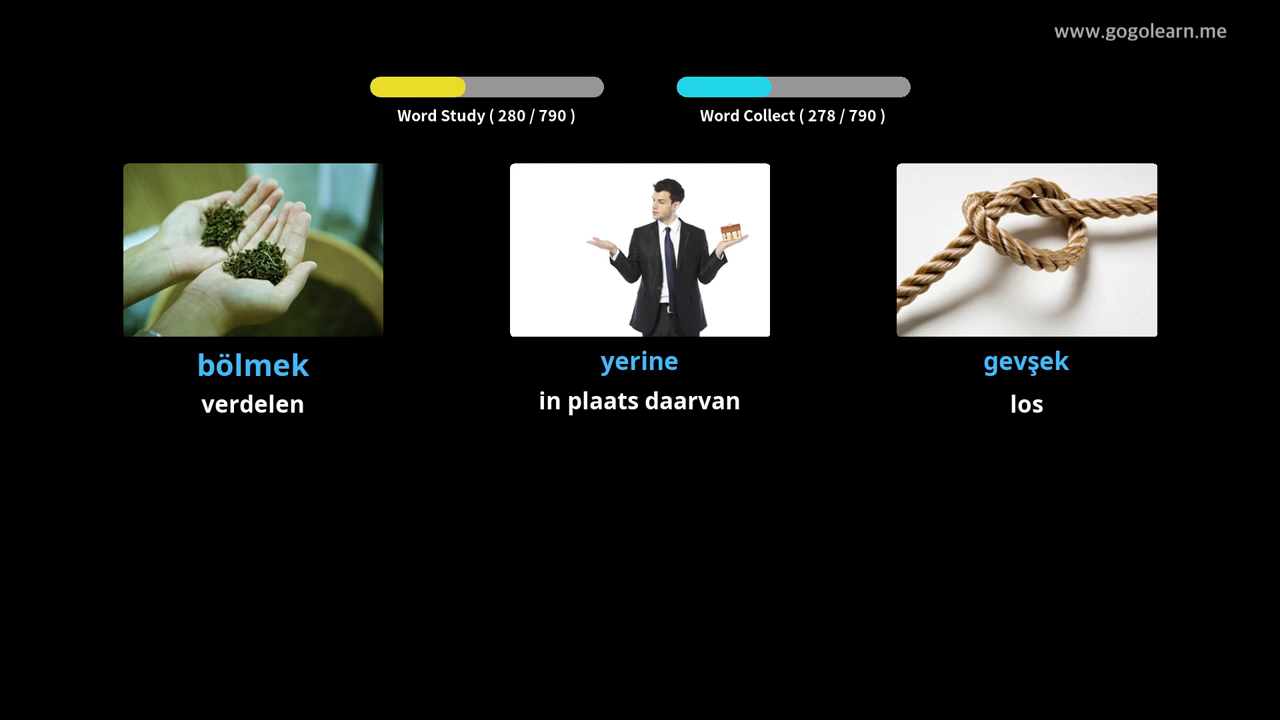 www.gogolearn.me
Word Study ( 280 / 790 )
Word Collect ( 278 / 790 )
bölmek
verdelen
yerine
in plaats daarvan
gevşek
los